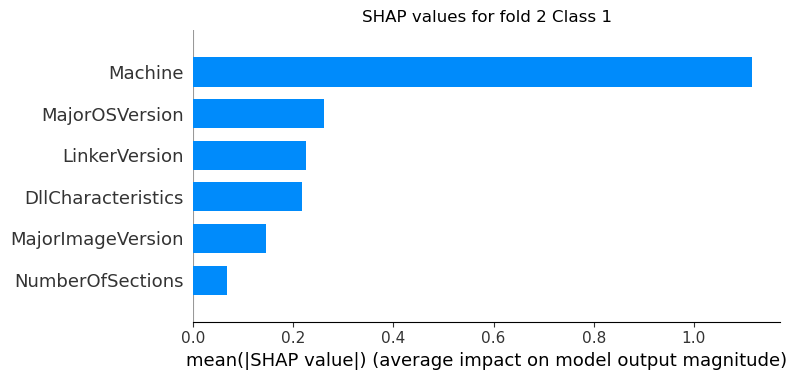 SHAP values for fold 2 Class 1
Machine
MajorOSVersion
LinkerVersion
DllCharacteristics
MajorImageVersion
NumberOfSections
0.0 0.2 0.4 0.6 0.8 1.0
mean(|SHAP value|) (average impact on model output magnitude)